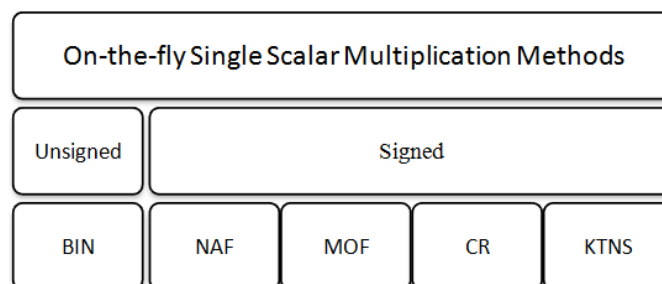 On-the-fly Single Scalar Multiplication Methods
Unsigned Signed
BIN NAF MOF CR KTNS